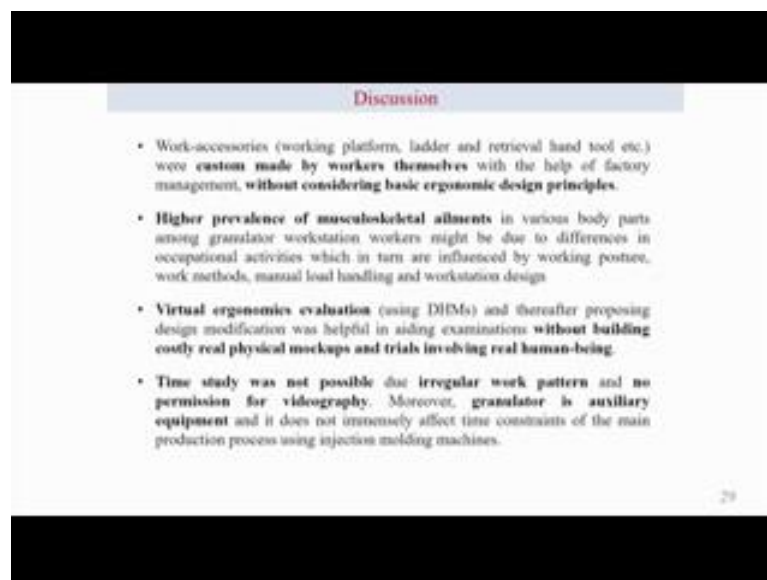 Discussion
• Work-accessories (working platform, ladder and retrieval hand tool etc.)
were custom made by workers themselves with the help of factory
management, without considering basic ergonomic design principles.
• Higher prevalence of musculoskeletal ailments in various body parts
among granulator workstation workers might be due to differences in
occupational activities which in turn are influenced by working posture,
work methods, manual load handling and workstation design
• Virtual ergonomics evaluation (using DHMs) and thereafter proposing
design modification was helpful in aiding examinations without building
costly real physical mockups and trials involving real human-being.
• Time study was not possible due irregular work pattern and no
permission for videography. Moreover, granulator is auxiliary
equipment and it does not immensely affect time constraints of the main
production process using injection molding machines.
29